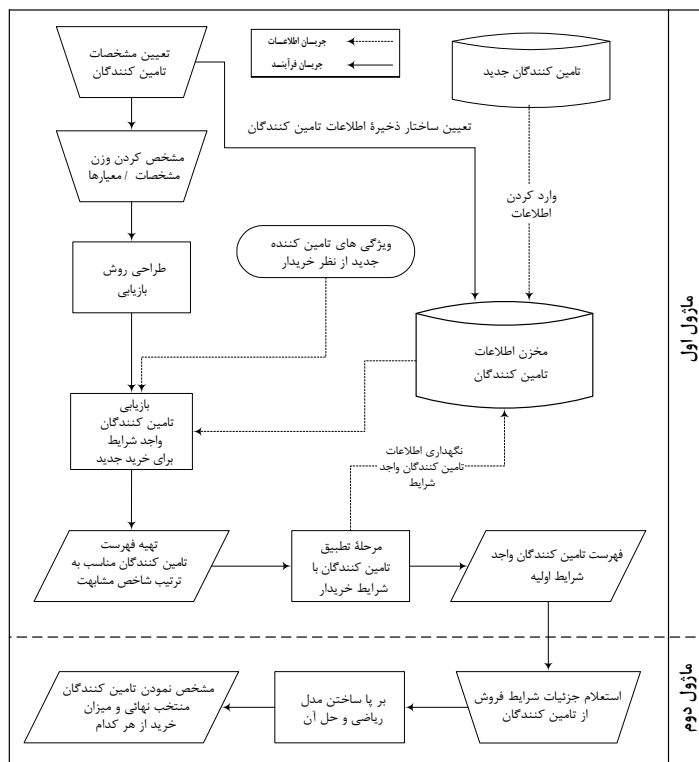 تعیین مشخصات
تامین کنندگان
جریان اطلاعات
جریان فرآیند
تامین کنندگان جدید
تعیین ساختار ذخیرۀ اطلاعات تامین کنندگان
مشخص کردن وزن
مشخصات / معیارها
وارد کردن
اطلاعات
ویژگی های تامین کننده
جدید از نظر خریدار
طراحی روش
بازیابی
مخزن اطلاعات
تامین کنندگان
بازیابی
تامین کنندگان
واجد شرایط
برای خرید جدید
نگهداری اطلاعات
تامین کنندگان واجد
شرایط
تهیه فهرست
تامین کنندگان مناسب به
ترتیب شاخص مشابهت
مرحلۀ تطبیق
تامین کنندگان با
شرایط خریدار
فهرست تامین کنندگان واجد
شرایط اولیه
ماژول اول
استعلام جزئیات شرایط فروش
از تامین کنندگان
بر پا ساختن مدل
ریاضی و حل آن
مشخص نمودن تامین کنندگان
منتخب نهائی و میزان
خرید از هر کدام
ماژول دوم